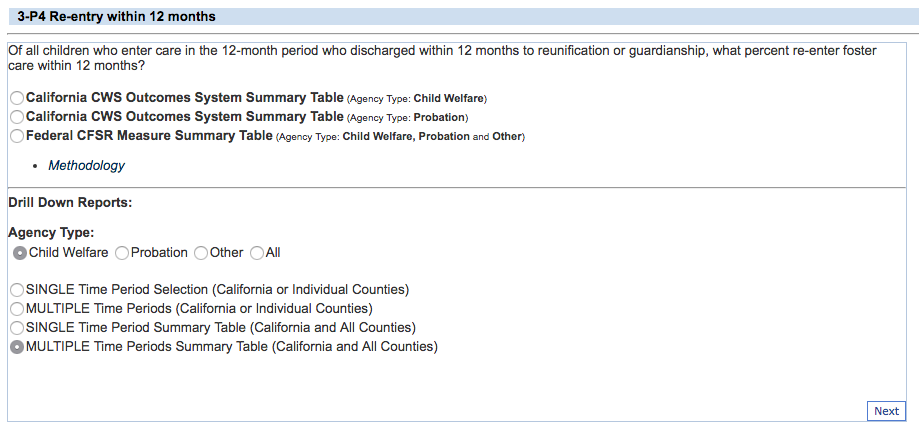 3-P4 Re-entry within 12 months
Of all children who enter care in the 12-month period who discharged within 12 months to reunification or guardianship, what percent re-enter foster
care within 12 months?
California CWS Outcomes System Summary Table (Agency Type: Child Welfare)
California CWS Outcomes System Summary Table (Agency Type: Probation)
Federal CFSR Measure Summary Table (Agency Type: Child Welfare, Probation and Other)
• Methodology
Drill Down Reports:
Agency Type:
Child Welfare Probation Other All
SINGLE Time Period Selection (California or Individual Counties)
MULTIPLE Time Periods (California or Individual Counties)
SINGLE Time Period Summary Table (California and All Counties)
MULTIPLE Time Periods Summary Table (California and All Counties)
Next